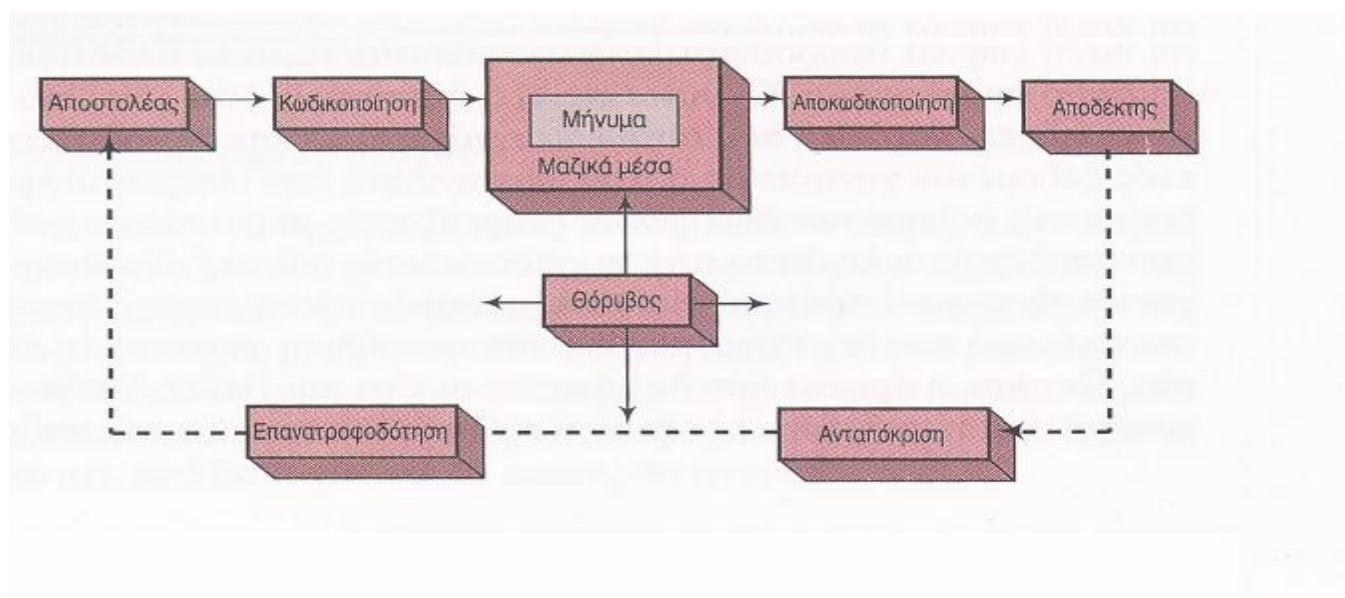 Αποστολέας
Κωδικοποίηση
Μήνυμα
Μαζικά μέσα
Αποκωδικοποίηση
Αποδέκτης
Θόρυβος
Επανατροφοδότηση
Ανταπόκριση